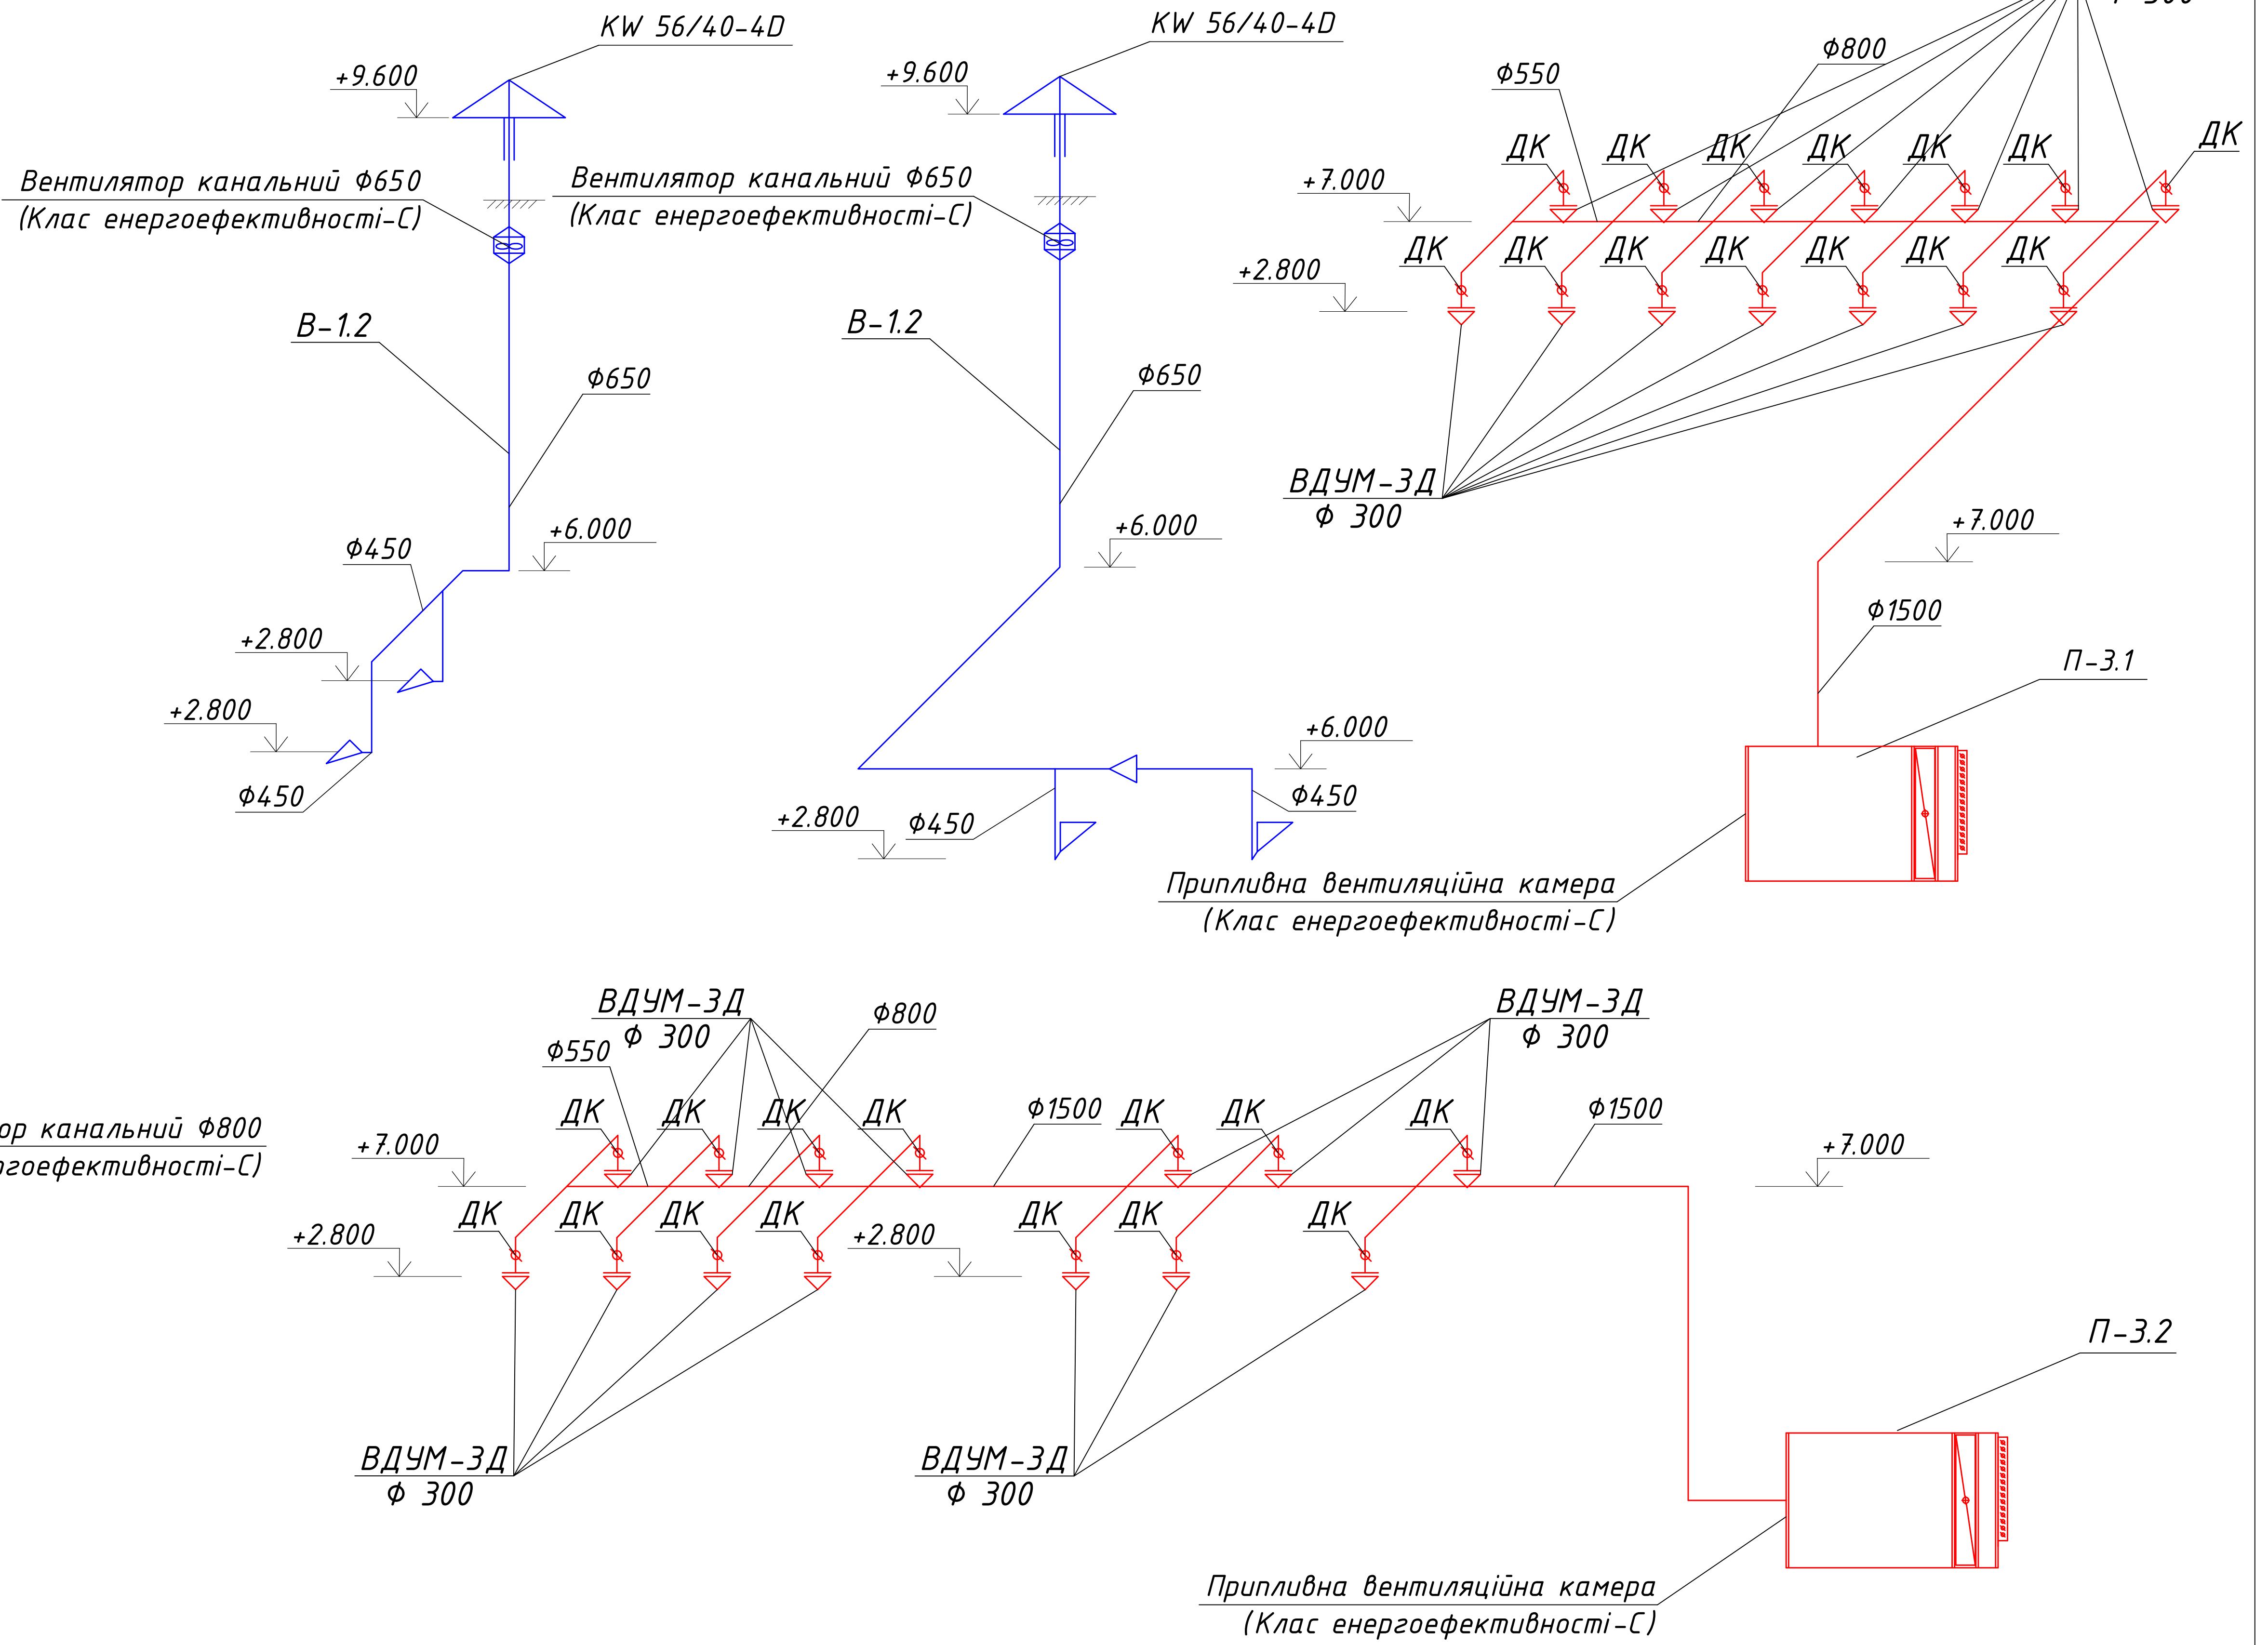 KW 56/40-4D
+9.600
Вентилятор канальний Ф650
(Клас енергоефективності-С)
В-1.2
Ф650
+6.000
Ф450
+2.800
+2.800
Ф450
KW 56/40-4D
+9.600
Вентилятор канальний Ф650
(Клас енергоефективності-С)
В-1.2
Ф650
+6.000
+6.000
Ф450
+2.800
Ф450
Ф550
Ф800
ДК ДК ДК ДК ДК ДК ДК
+7.000
ДК ДК ДК ДК ДК ДК ДК
+2.800
ВДУМ-3Д
Ф 300
+7.000
Ф1500
П-3.1
Припливна вентиляційна камера
(Клас енергоефективності-С)
канальний Ф800
ВДУМ-3Д
Ф 300
Ф800
Ф550
ВДУМ-3Д
Ф 300
ДК ДК ДК ДК
Ф1500
ДК ДК ДК
Ф1500
+7.000
+7.000
ДК ДК ДК ДК
ДК ДК ДК
+2.800
+2.800
ВДУМ-3Д
Ф 300
ВДУМ-3Д
Ф 300
П-3.2
Припливна вентиляційна камера
(Клас енергоефективності-С)